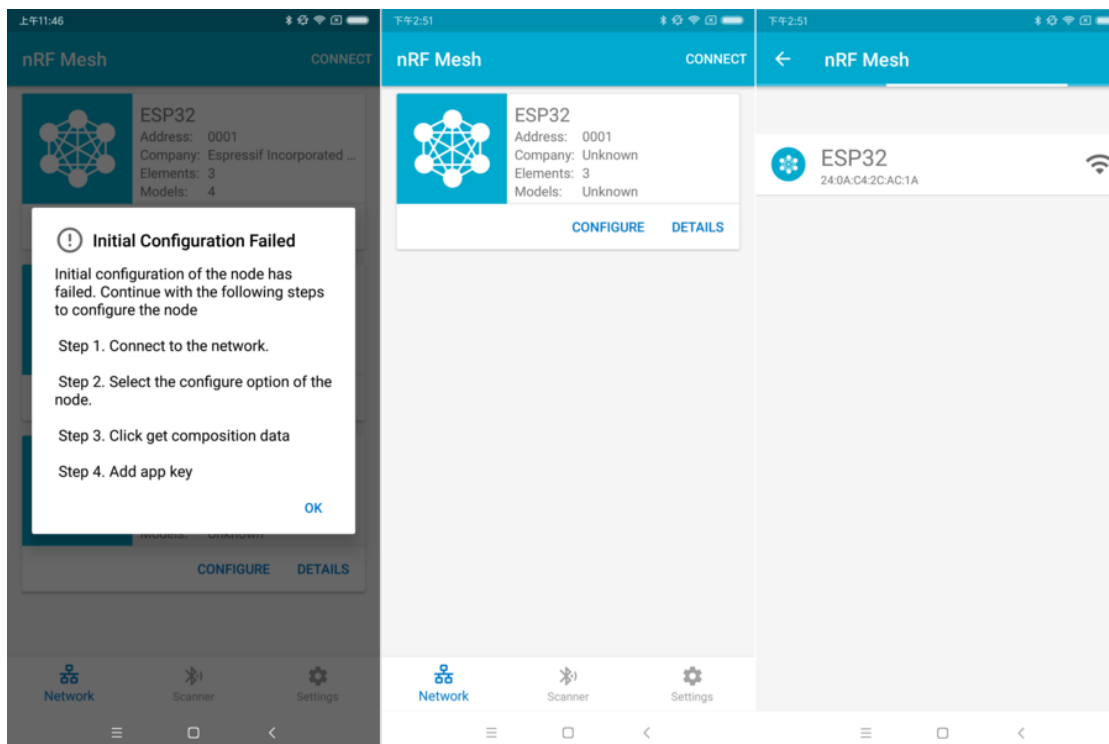 上午11:46
nRF Mesh CONNECT
ESP32
Address: 0001
Company: Espressif Incorporated ...
Elements: 3
Models: 4
Initial Configuration Failed
Initial configuration of the node has
failed. Continue with the following steps
to configure the node
Step 1. Connect to the network.
Step 2. Select the configure option of the
node.
Step 3. Click get composition data
Step 4. Add app key
OK
Models: Unknown
CONFIGURE DETAILS
Network Scanner Settings
下午2:51
nRF Mesh CONNECT
ESP32
Address: 0001
Company: Unknown
Elements: 3
Models: Unknown
CONFIGURE DETAILS
Network Scanner Settings
下午2:51
nRF Mesh
ESP32
24:0A:C4:2C:AC:1A